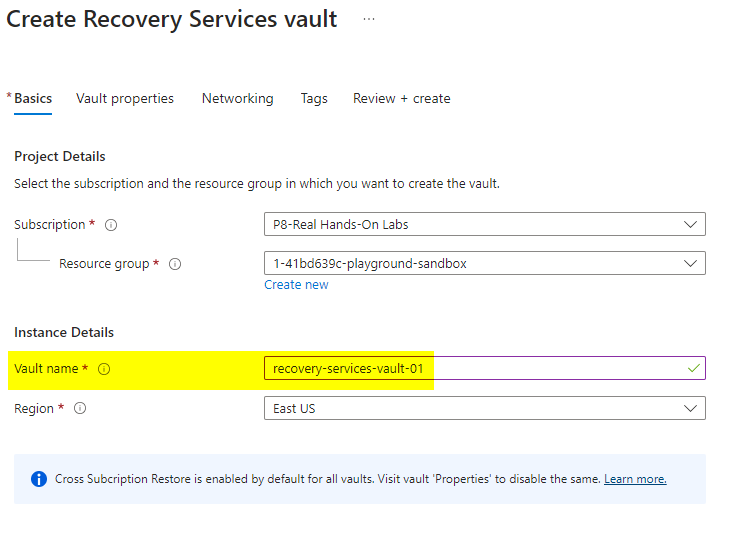 Create Recovery Services vault ...
* Basics Vault properties Networking Tags Review + create
Project Details
Select the subscription and the resource group in which you want to create the vault.
Subscription * P8-Real Hands-On Labs
Resource group * 1-41bd639c-playground-sandbox
Create new
Instance Details
Vault name * recovery-services-vault-01
Region * East US
Cross Subcription Restore is enabled by default for all vaults. Visit vault 'Properties' to disable the same. Learn more.